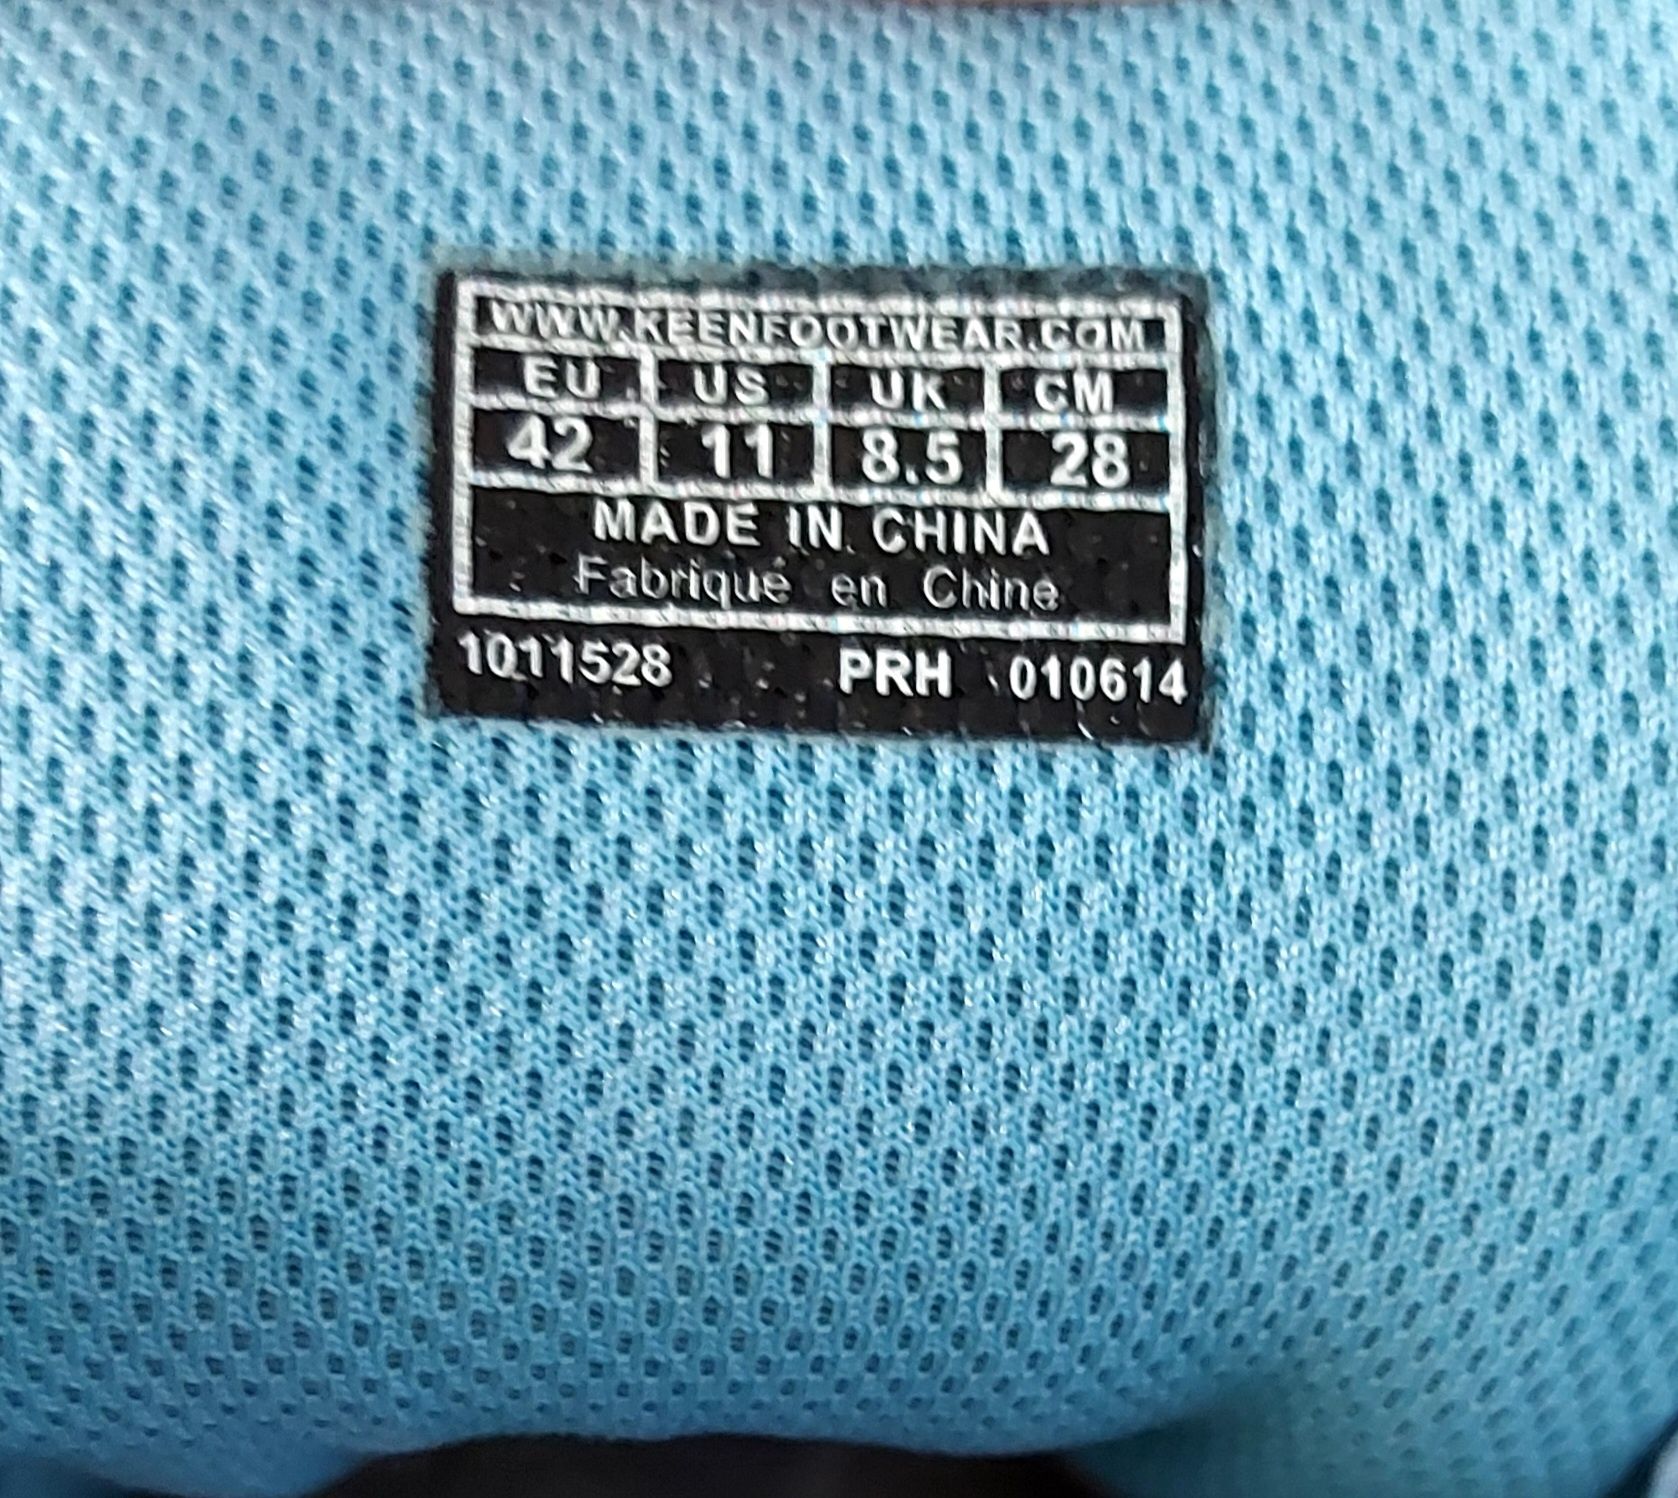 WWW.KEENFOOTWEAR.COM
EU US UK CM
42 11 8.5 28
MADE IN CHINA
Fabriqué en Chine
1011528 PRH 010614